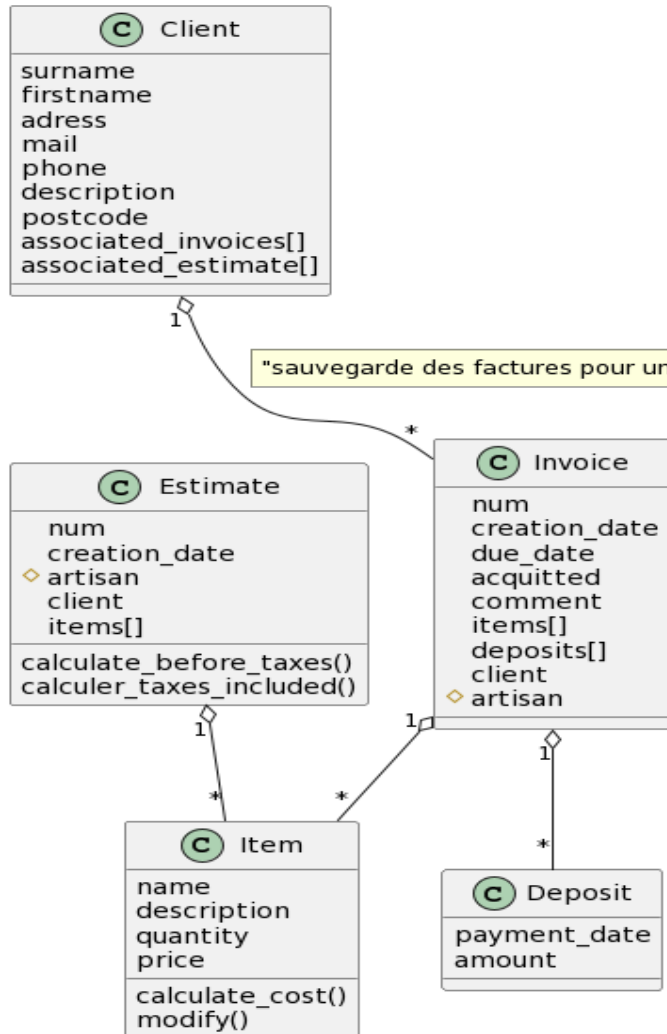 C Client
surname
firstname
adress
mail
phone
description
postcode
associated_invoices[]
associated_estimate[]
1
"sauvegarde des factures pour un
*
C Estimate
num
creation_date
artisan
client
items[]
calculate_before_taxes()
calculer_taxes_included()
1
*
C Invoice
num
creation_date
due_date
acquitted
comment
items[]
deposits[]
client
artisan
1
1
*
*
C Item
name
description
quantity
price
calculate_cost()
modify()
C Deposit
payment_date
amount